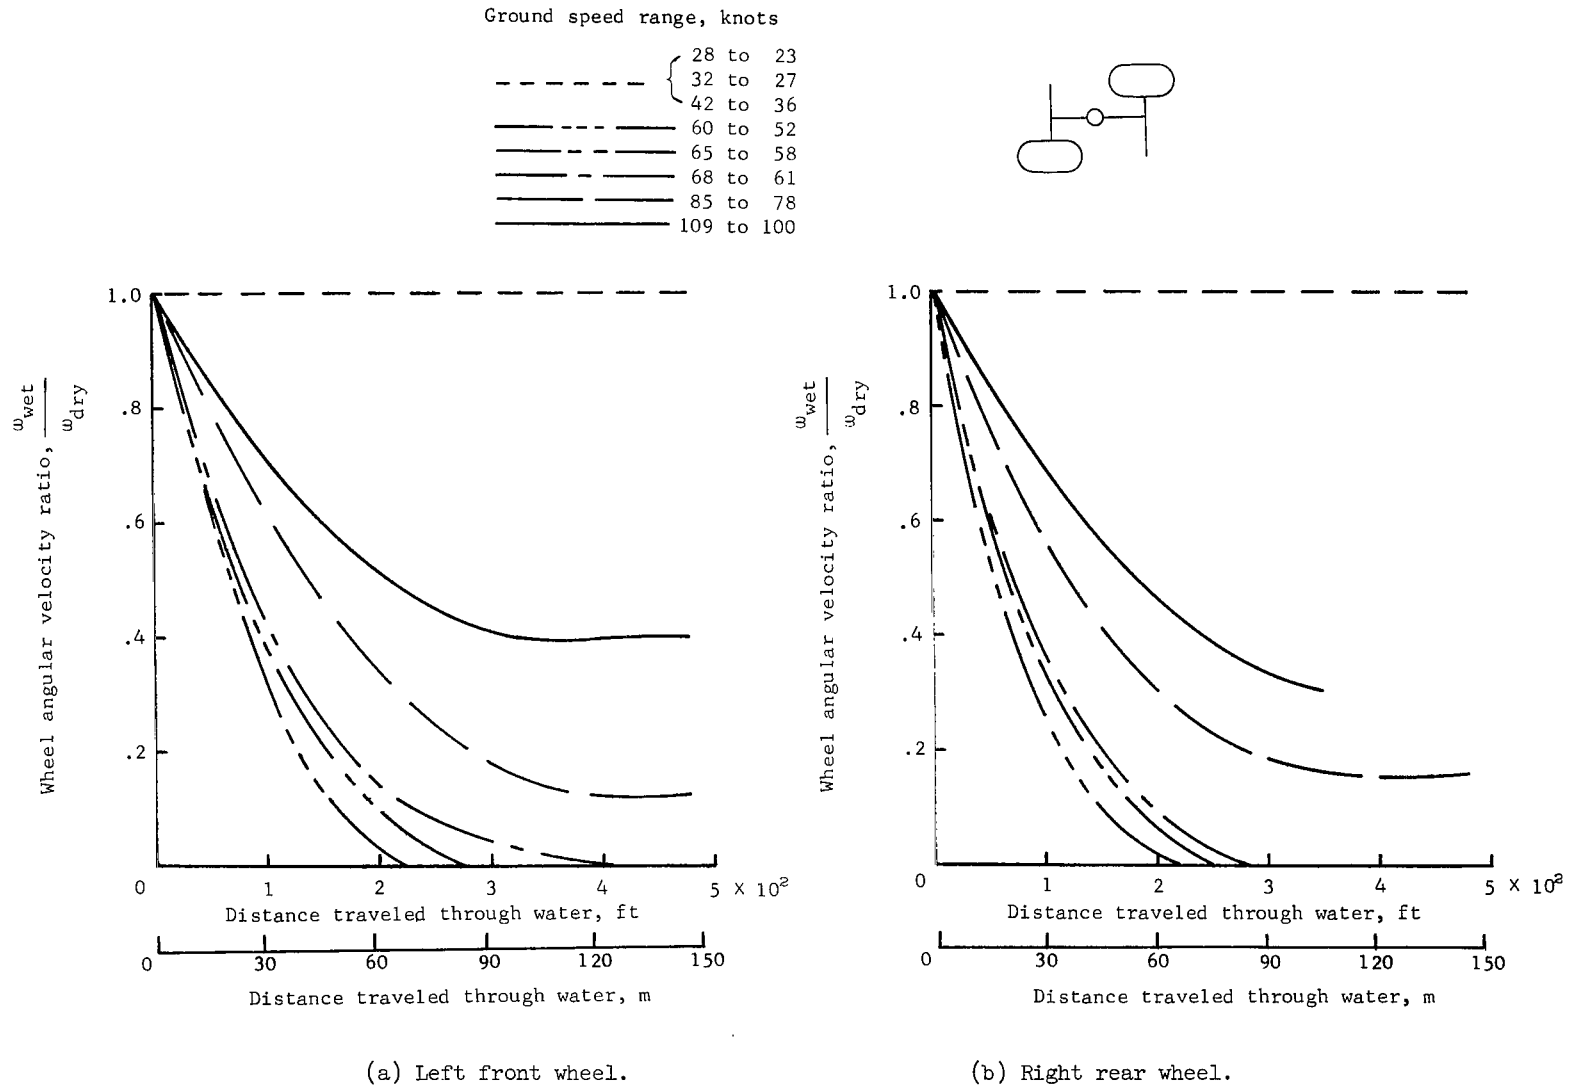 Ground speed range, knots
28 to 23
32 to 27
42 to 36
60 to 52
65 to 58
68 to 61
85 to 78
109 to 100
Wheel angular velocity ratio, ωwet / ωdry
1.0
.8
.6
.4
.2
0 1 2 3 4 5 × 10²
Distance traveled through water, ft
0 30 60 90 120 150
Distance traveled through water, m
(a) Left front wheel.
Wheel angular velocity ratio, ωwet / ωdry
1.0
.8
.6
.4
.2
0 1 2 3 4 5 × 10²
Distance traveled through water, ft
0 30 60 90 120 150
Distance traveled through water, m
(b) Right rear wheel.